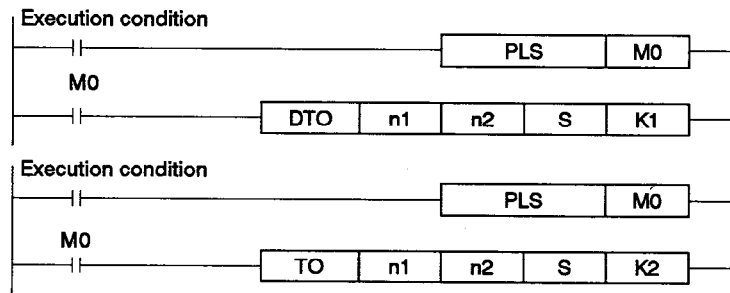 Execution condition
PLS M0
M0
DTO n1 n2 S K1
Execution condition
PLS M0
M0
TO n1 n2 S K2